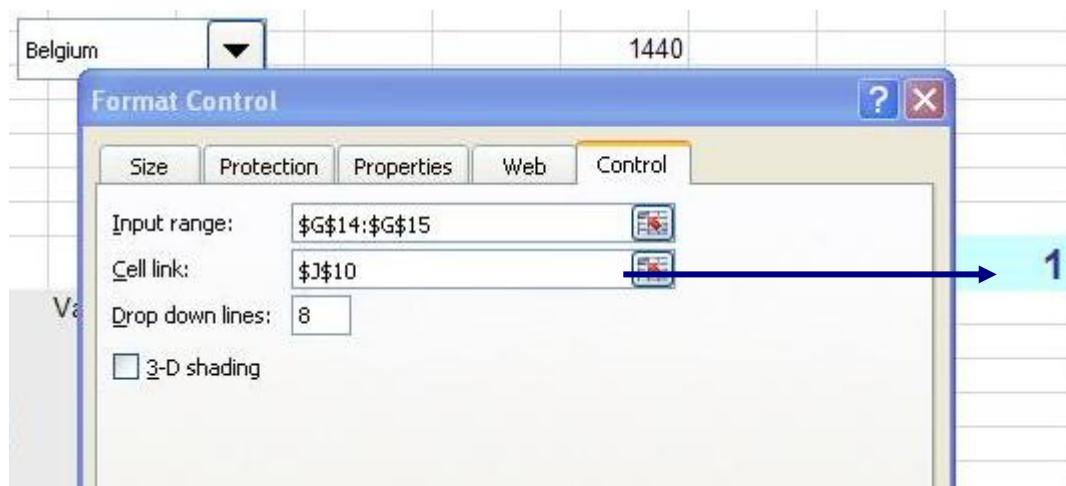 Belgium 1440
Format Control ?
Size Protection Properties Web Control
Input range: $G$14:$G$15
Cell link: $J$10
1
Drop down lines: 8
3-D shading